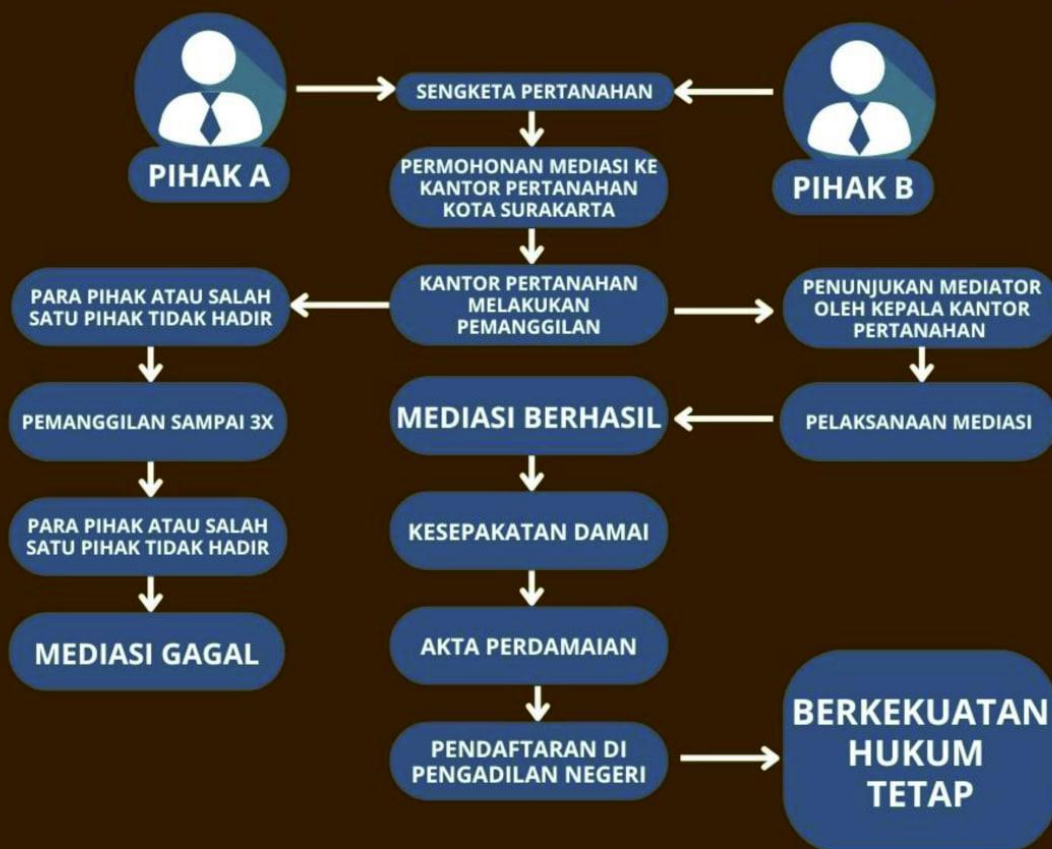 PIHAK A
SENGKETA PERTANAHAN
PIHAK B
PERMOHONAN MEDIASI KE
KANTOR PERTANAHAN
KOTA SURAKARTA
PARA PIHAK ATAU SALAH
SATU PIHAK TIDAK HADIR
KANTOR PERTANAHAN
MELAKUKAN
PEMANGGILAN
PENUNJUKAN MEDIATOR
OLEH KEPALA KANTOR
PERTANAHAN
PEMANGGILAN SAMPAI 3X
MEDIASI BERHASIL
PELAKSANAAN MEDIASI
PARA PIHAK ATAU SALAH
SATU PIHAK TIDAK HADIR
KESEPAKATAN DAMAI
MEDIASI GAGAL
AKTA PERDAMAIAN
PENDAFTARAN DI
PENGADILAN NEGERI
BERKEKUATAN
HUKUM
TETAP